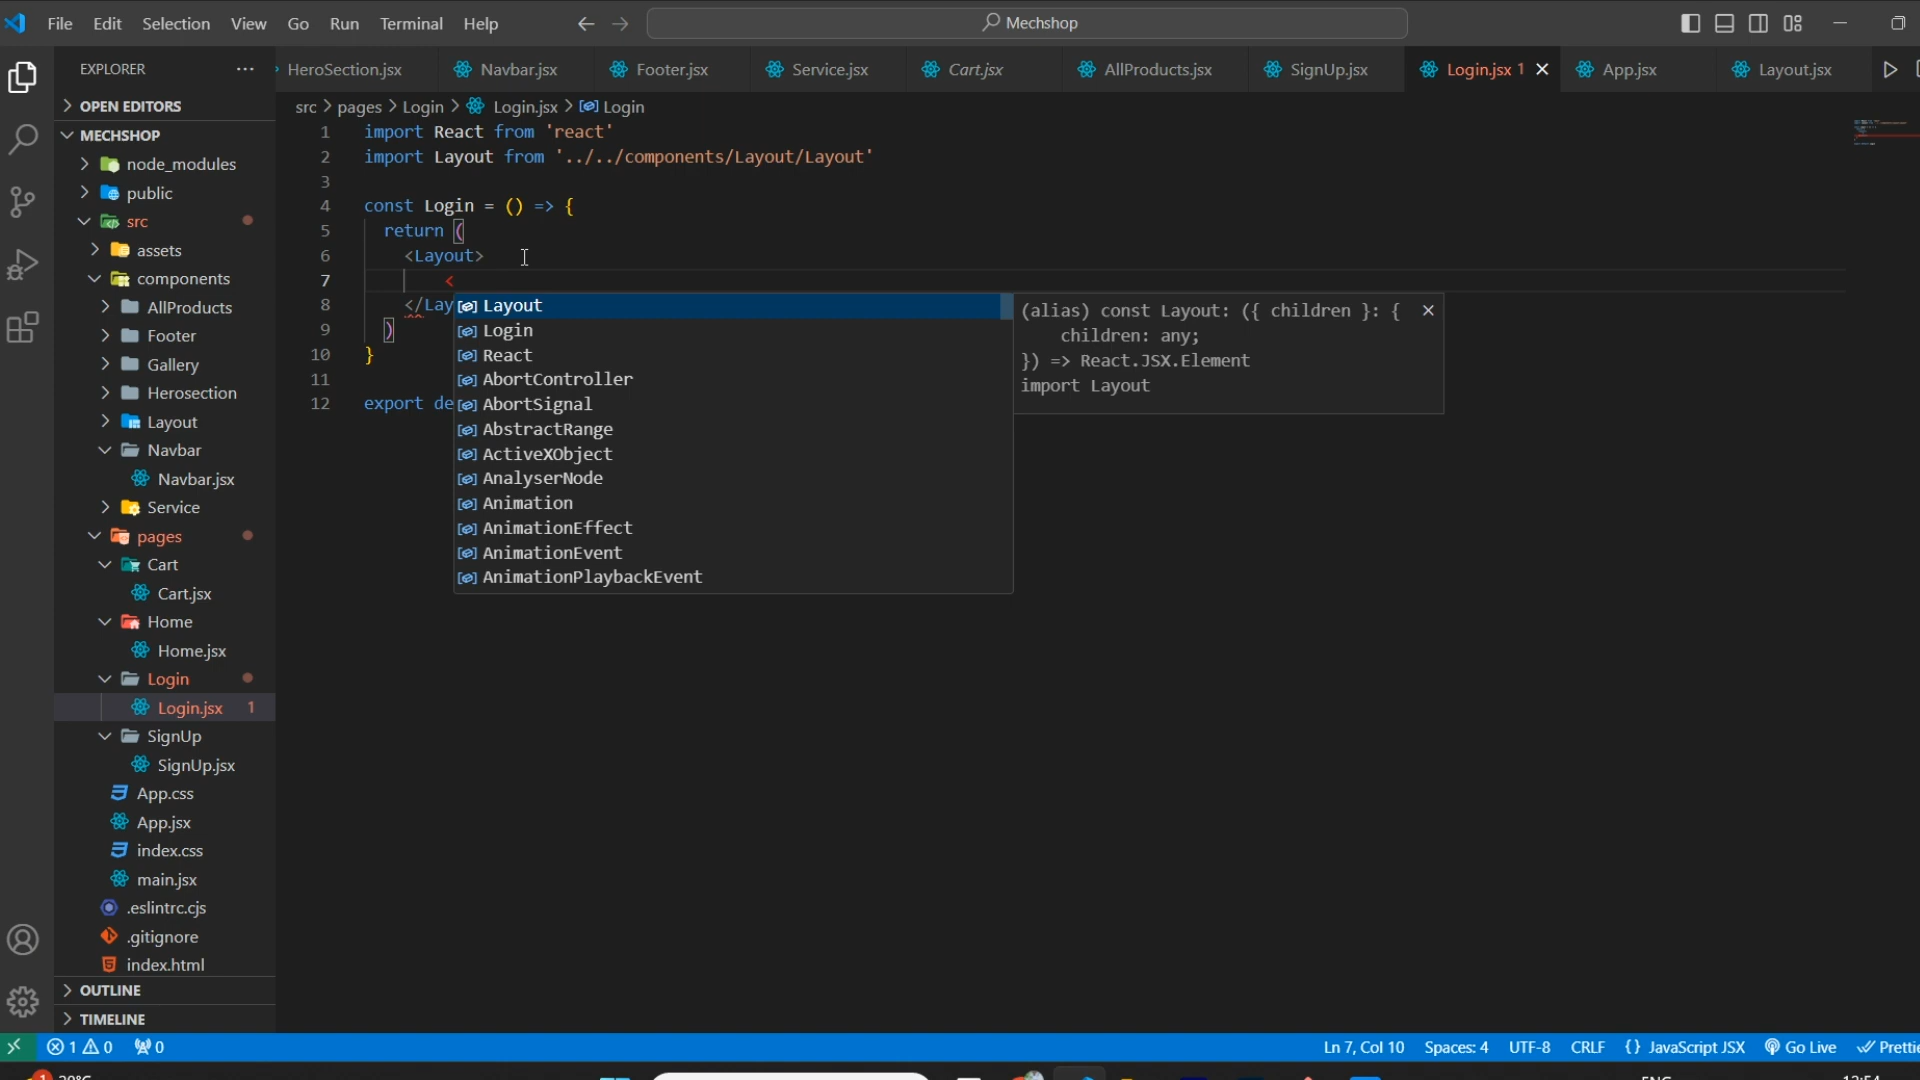 File Edit Selection View Go Run Terminal Help
Mechshop
EXPLORER
HeroSection.jsx Navbar.jsx Footer.jsx Service.jsx Cart.jsx AllProducts.jsx SignUp.jsx Login.jsx 1 App.jsx Layout.jsx
OPEN EDITORS
MECHSHOP
node_modules
public
src
assets
components
AllProducts
Footer
Gallery
Herosection
Layout
Navbar
Navbar.jsx
Service
pages
Cart
Cart.jsx
Home
Home.jsx
Login
Login.jsx 1
SignUp
SignUp.jsx
App.css
App.jsx
index.css
main.jsx
.eslintrc.cjs
.gitignore
index.html
OUTLINE
TIMELINE
src > pages > Login > Login.jsx > Login
1 import React from 'react'
2 import Layout from '../../components/Layout/Layout'
3
4 const Login = () => {
5 return (
6 <Layout>
7 <
8 </Lay
9 )
10 }
11
12 export de
Layout
Login
React
AbortController
AbortSignal
AbstractRange
ActiveXObject
AnalyserNode
Animation
AnimationEffect
AnimationEvent
AnimationPlaybackEvent
(alias) const Layout: ({ children }: {
children: any;
}) => React.JSX.Element
import Layout
1 0 0 Ln 7, Col 10 Spaces: 4 UTF-8 CRLF {} JavaScript JSX Go Live Prettie